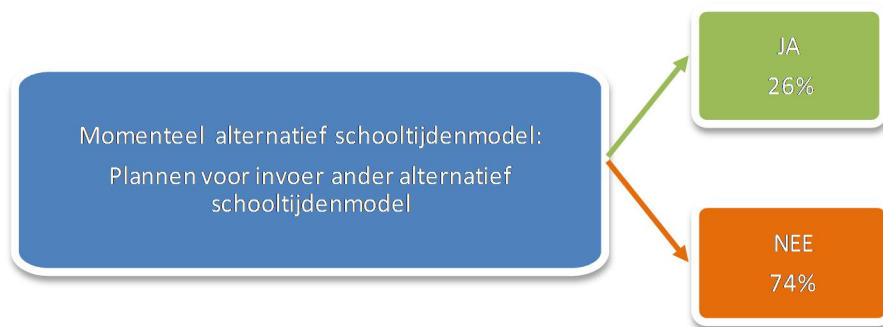 Momenteel alternatief schooltijdenmodel:
Plannen voor invoer ander alternatief
schooltijdenmodel
JA
26%
NEE
74%